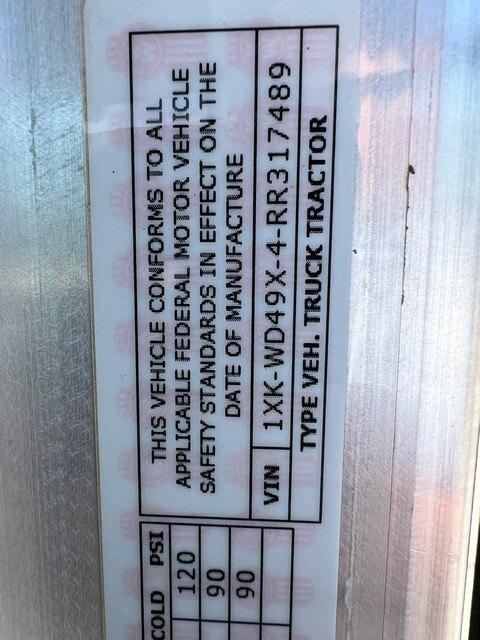 THIS VEHICLE CONFORMS TO ALL
APPLICABLE FEDERAL MOTOR VEHICLE
SAFETY STANDARDS IN EFFECT ON THE
DATE OF MANUFACTURE
VIN 1XK-WD49X-4-RR317489
TYPE VEH. TRUCK TRACTOR
COLD PSI
120
90
90